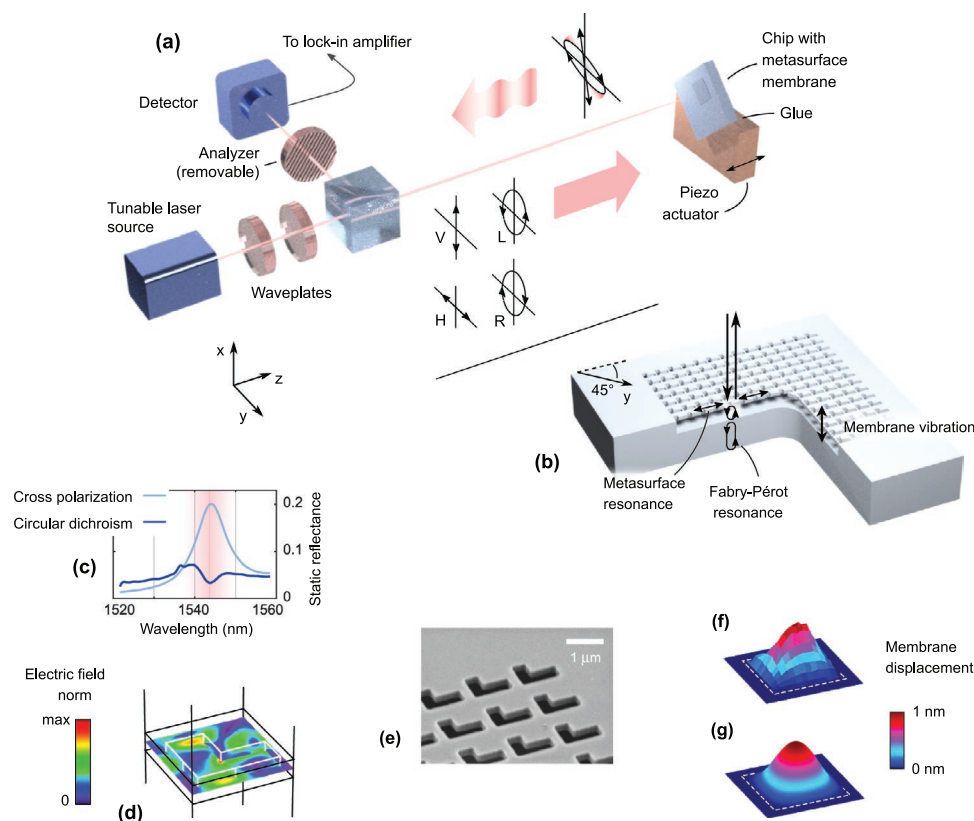 (a)
To lock-in amplifier
Detector
Analyzer
(removable)
Tunable laser
source
Waveplates
V
L
H
R
Chip with
metasurface
membrane
Glue
Piezo
actuator
x
z
y
45°
y
Membrane vibration
(b)
Metasurface
resonance
Fabry-Pérot
resonance
Cross polarization
Circular dichroism
(c)
0.2
0.1
0
Static reflectance
1520
1540
1560
Wavelength (nm)
Electric field
norm
max
0
(d)
(e)
1 µm
(f)
(g)
Membrane
displacement
1 nm
0 nm